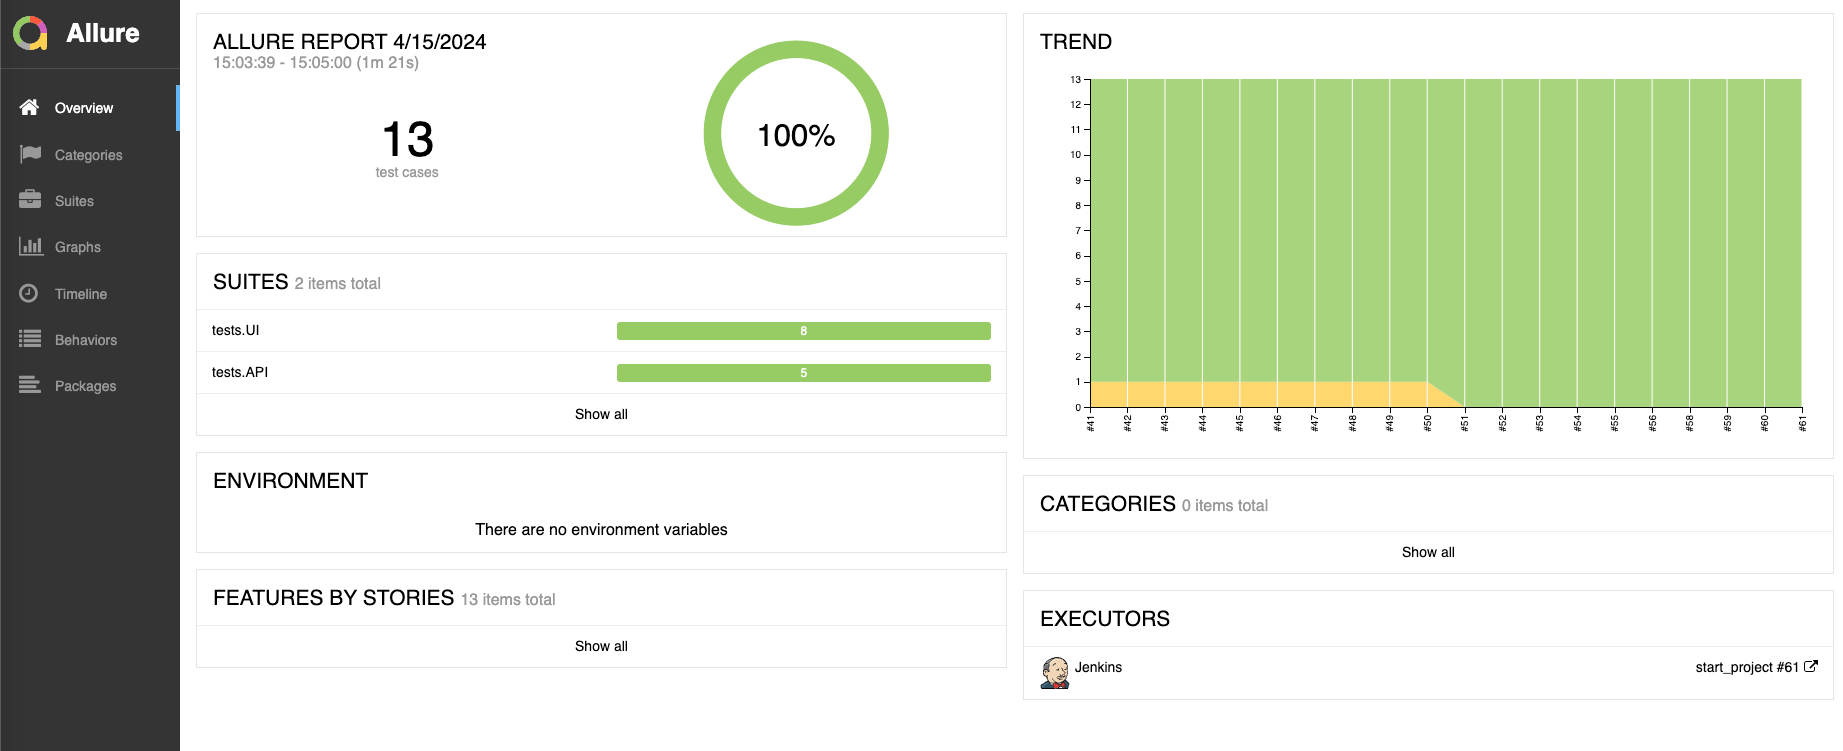 Allure
Overview
Categories
Suites
Graphs
Timeline
Behaviors
Packages
ALLURE REPORT 4/15/2024
15:03:39 - 15:05:00 (1m 21s)
13
test cases
100%
SUITES 2 items total
tests.UI 8
tests.API 5
Show all
ENVIRONMENT
There are no environment variables
FEATURES BY STORIES 13 items total
Show all
TREND
13
12
11
10
9
8
7
6
5
4
3
2
1
0
#41 #42 #43 #44 #45 #46 #47 #48 #49 #50 #51 #52 #53 #54 #55 #56 #58 #59 #60 #61
CATEGORIES 0 items total
Show all
EXECUTORS
Jenkins start_project #61